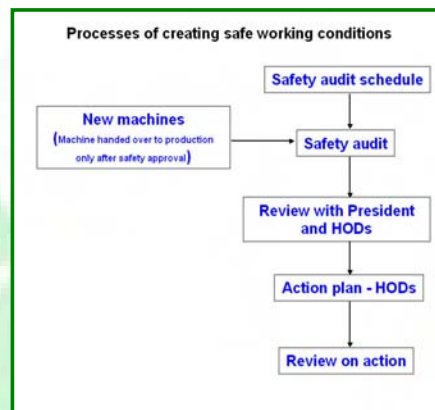 Processes of creating safe working conditions
Safety audit schedule
New machines
(Machine handed over to production
only after safety approval)
Safety audit
Review with President
and HODs
Action plan - HODs
Review on action